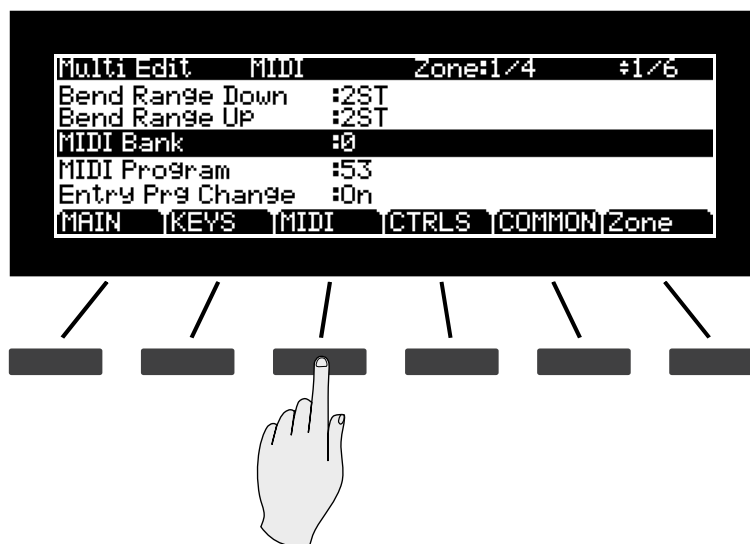 Multi Edit MIDI Zone:1/4 ÷1/6
Bend Range Down :2ST
Bend Range UP :2ST
MIDI Bank :0
MIDI Program :53
Entry Prg Change :On
MAIN KEYS MIDI CTRLS COMMON Zone